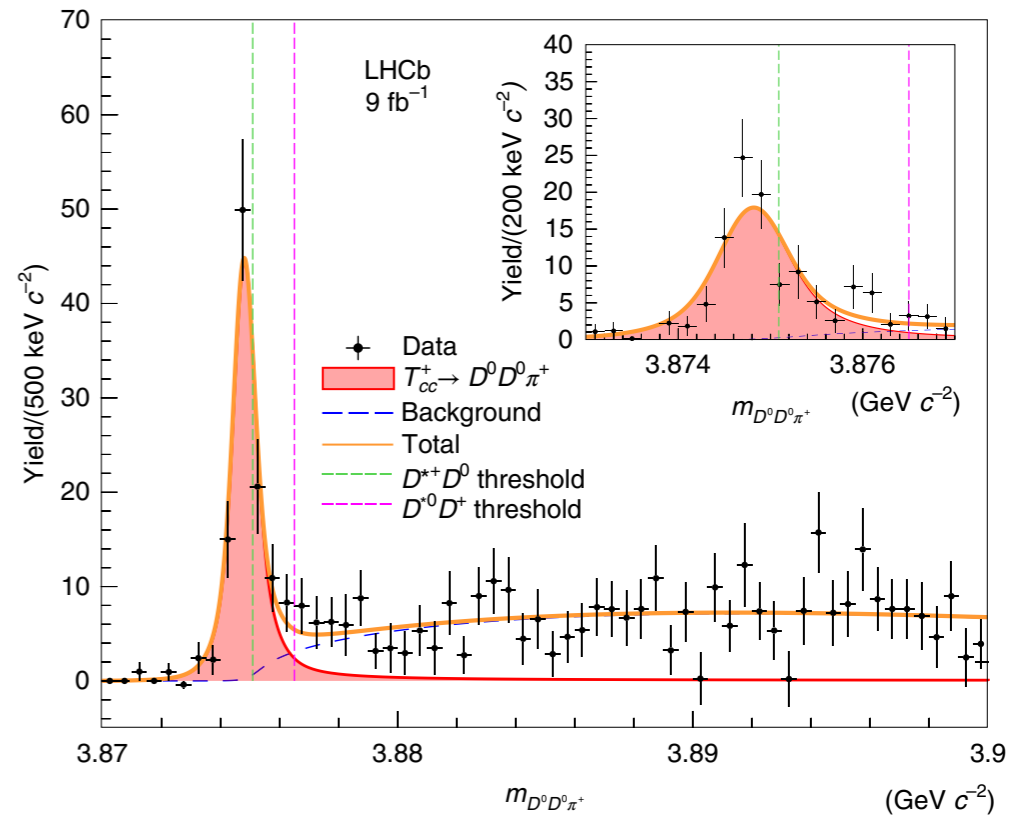 70
60
50
40
30
20
10
0
Yield/(500 keV c⁻²)
LHCb
9 fb⁻¹
Data
T⁺cc → D⁰D⁰π⁺
Background
Total
D*⁺D⁰ threshold
D*⁰D⁺ threshold
3.87
3.88
3.89
3.9
m D⁰D⁰π⁺
(GeV c⁻²)
40
35
30
25
20
15
10
5
0
Yield/(200 keV c⁻²)
3.874
3.876
m D⁰D⁰π⁺
(GeV c⁻²)